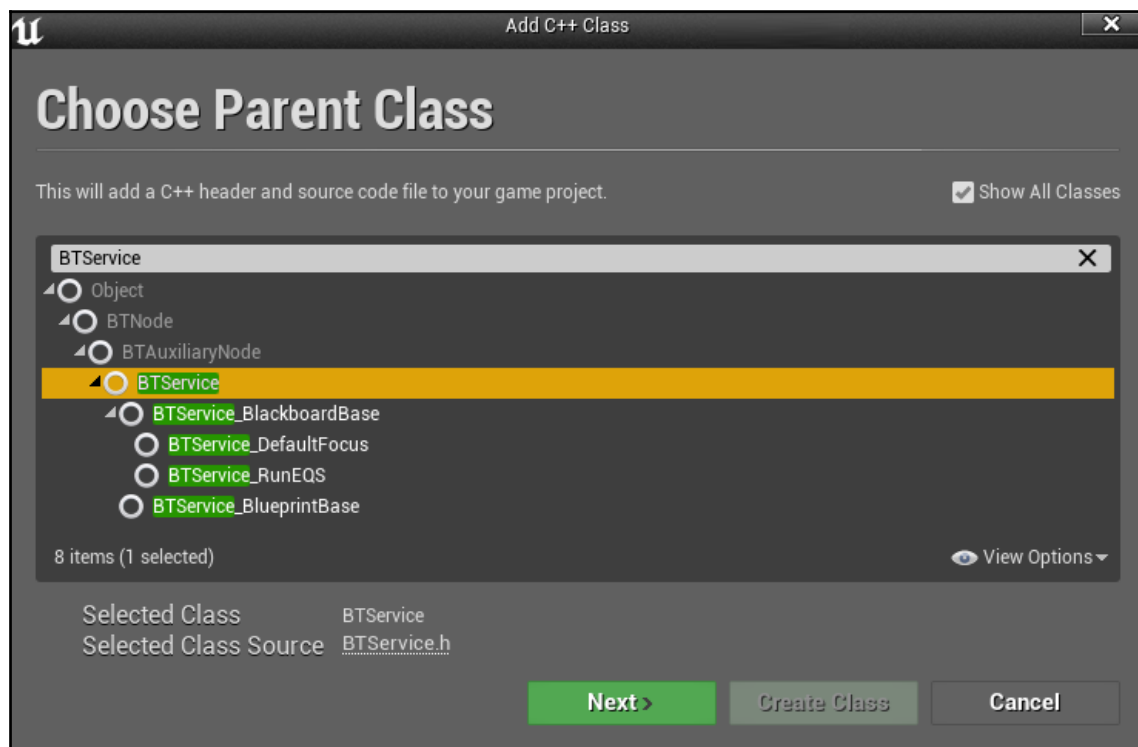 Add C++ Class
Choose Parent Class
This will add a C++ header and source code file to your game project.
Show All Classes
BTService
Object
BTNode
BTAuxiliaryNode
BTService
BTService_BlackboardBase
BTService_DefaultFocus
BTService_RunEQS
BTService_BlueprintBase
8 items (1 selected)
View Options
Selected Class BTService
Selected Class Source BTService.h
Next
Create Class
Cancel